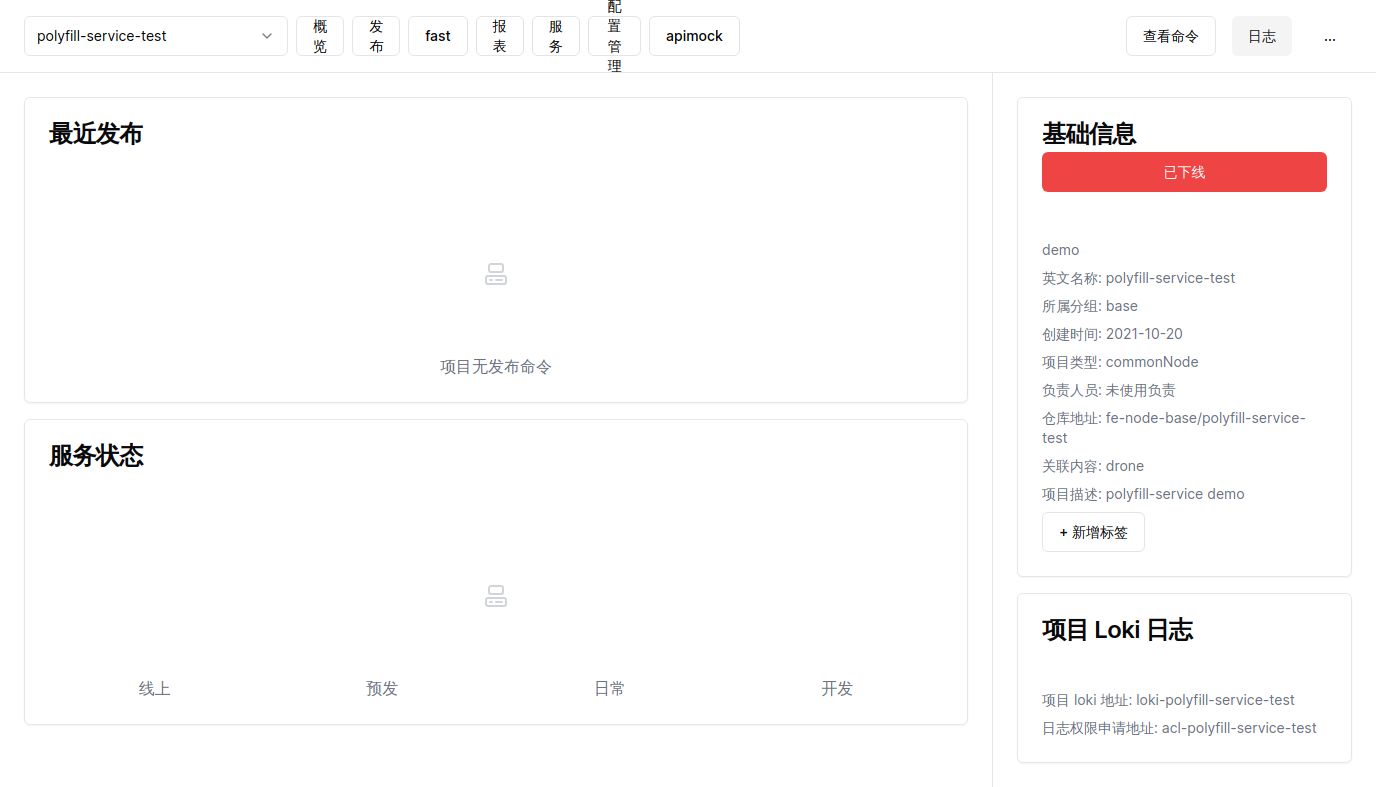 polyfill-service-test
概
览
发
布
fast
报
表
服
务
配
置
管
理
apimock
查看命令
日志
...
最近发布
项目无发布命令
服务状态
线上
预发
日常
开发
基础信息
已下线
demo
英文名称: polyfill-service-test
所属分组: base
创建时间: 2021-10-20
项目类型: commonNode
负责人员: 未使用负责
仓库地址: fe-node-base/polyfill-service-
test
关联内容: drone
项目描述: polyfill-service demo
+ 新增标签
项目 Loki 日志
项目 loki 地址: loki-polyfill-service-test
日志权限申请地址: acl-polyfill-service-test